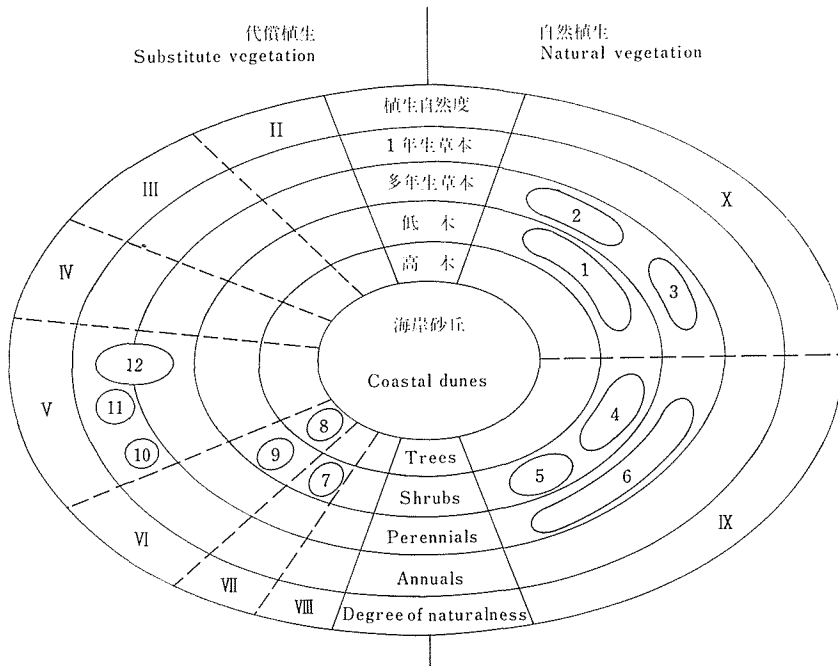 代償植生
Substitute vegetation
自然植生
Natural vegetation
植生自然度
1年生草本
多年生草本
低木
高木
海岸砂丘
Coastal dunes
Trees
Shrubs
Perennials
Annuals
Degree of naturalness
II
III
IV
V
VI
VII
VIII
IX
X
1
2
3
4
5
6
7
8
9
10
11
12